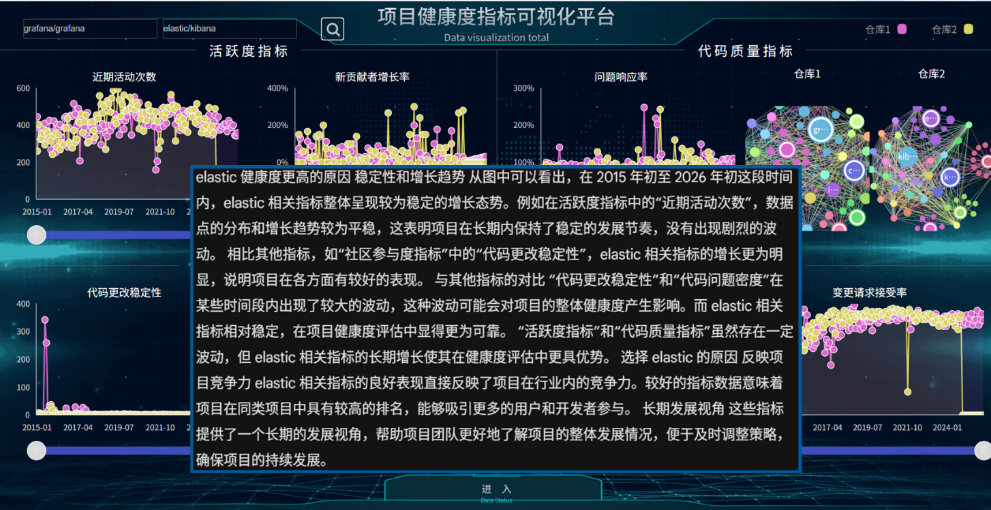 项目健康度指标可视化平台
Data visualization total
grafana/grafana
elastic/kibana
仓库1
仓库2
活跃度指标
代码质量指标
近期活动次数
新贡献者增长率
问题响应率
仓库1
仓库2
600
400
200
0
400%
200%
0%
300%
200%
100%
gr…
c…
i…
e…
kib…
k…
c…
2015-01
2017-04
2019-07
2021-10
elastic 健康度更高的原因 稳定性和增长趋势 从图中可以看出，在 2015 年初至 2026 年初这段时间
内，elastic 相关指标整体呈现较为稳定的增长态势。例如在活跃度指标中的“近期活动次数”，数据
点的分布和增长趋势较为平稳，这表明项目在长期内保持了稳定的发展节奏，没有出现剧烈的波
动。 相比其他指标，如“社区参与度指标”中的“代码更改稳定性”，elastic 相关指标的增长更为明
显，说明项目在各方面有较好的表现。 与其他指标的对比 “代码更改稳定性”和“代码问题密度”在
某些时间段内出现了较大的波动，这种波动可能会对项目的整体健康度产生影响。而 elastic 相关
指标相对稳定，在项目健康度评估中显得更为可靠。 “活跃度指标”和“代码质量指标”虽然存在一定
波动，但 elastic 相关指标的长期增长使其在健康度评估中更具优势。 选择 elastic 的原因 反映项
目竞争力 elastic 相关指标的良好表现直接反映了项目在行业内的竞争力。较好的指标数据意味着
项目在同类项目中具有较高的排名，能够吸引更多的用户和开发者参与。 长期发展视角 这些指标
提供了一个长期的发展视角，帮助项目团队更好地了解项目的整体发展情况，便于及时调整策略，
确保项目的持续发展。
代码更改稳定性
变更请求接受率
400
300
200
100
0
2015-01
2017-04
2019-07
2021-10
2017-04
2019-07
2021-10
2024-01
进 入
Data Status